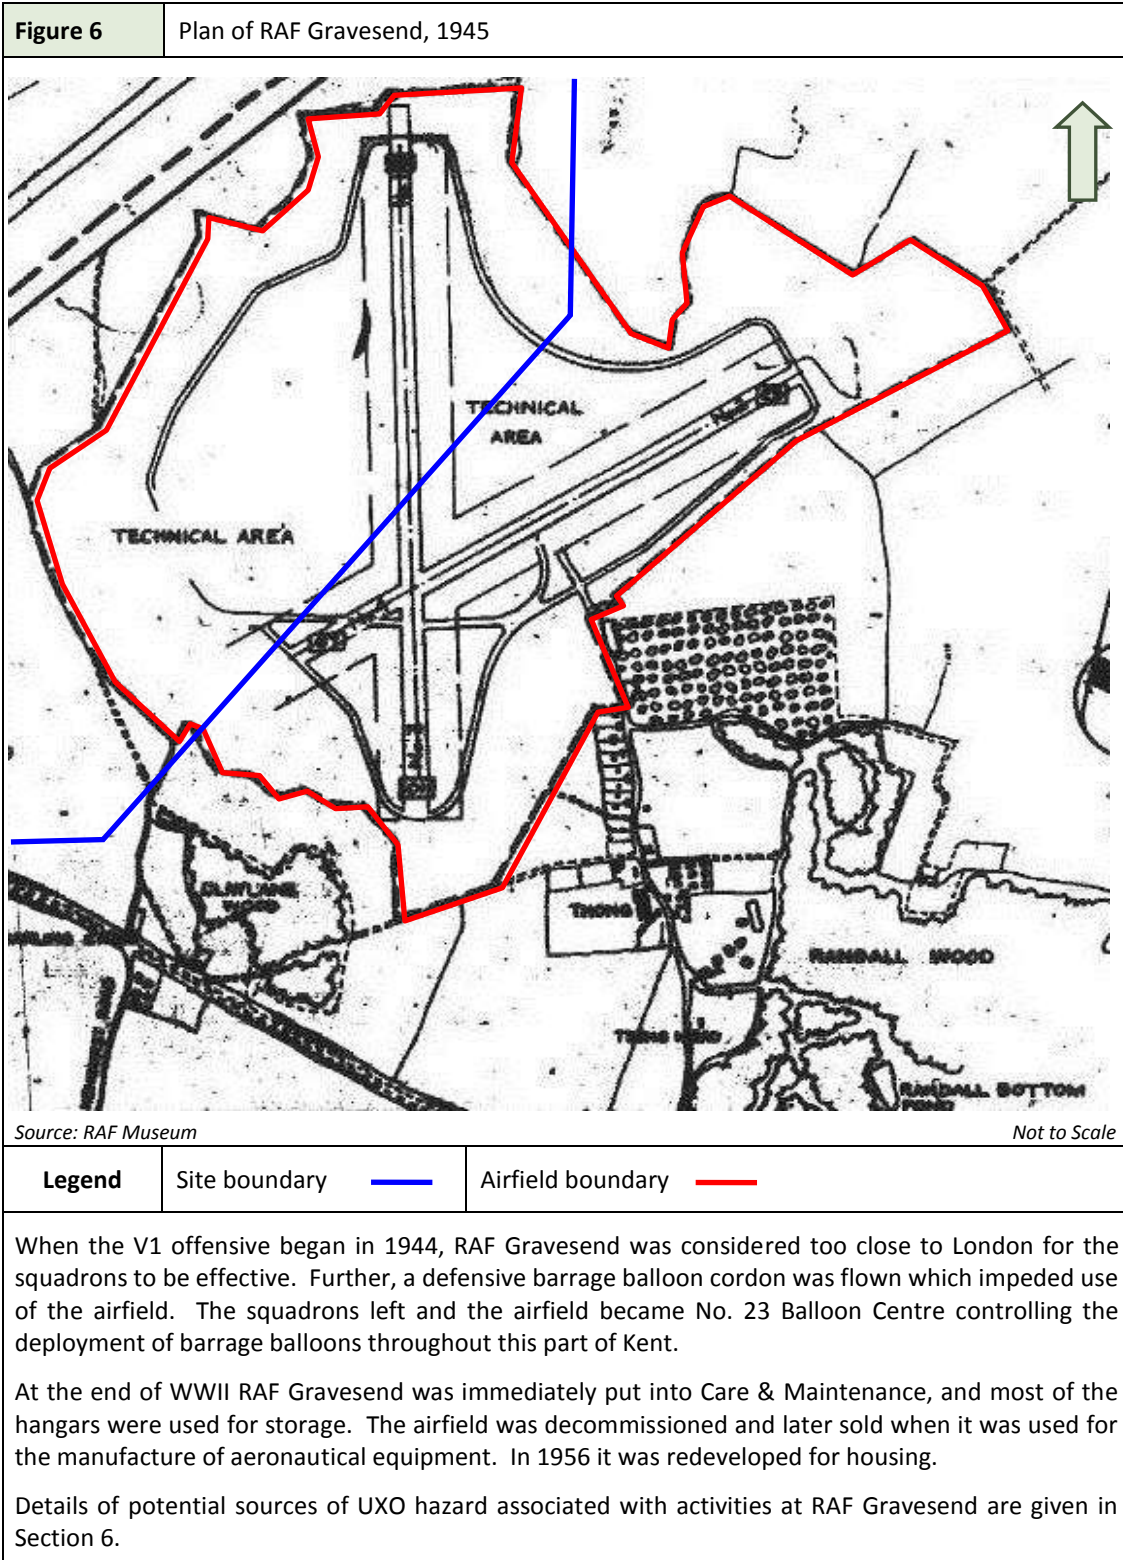 Figure 6
Plan of RAF Gravesend, 1945
TECHNICAL
AREA
TECHNICAL AREA
WOOD
THONG
RANDALL WOOD
RANDALL BOTTOM
POND
Source: RAF Museum
Not to Scale
Legend
Site boundary
Airfield boundary
When the V1 offensive began in 1944, RAF Gravesend was considered too close to London for the
squadrons to be effective. Further, a defensive barrage balloon cordon was flown which impeded use
of the airfield. The squadrons left and the airfield became No. 23 Balloon Centre controlling the
deployment of barrage balloons throughout this part of Kent.
At the end of WWII RAF Gravesend was immediately put into Care & Maintenance, and most of the
hangars were used for storage. The airfield was decommissioned and later sold when it was used for
the manufacture of aeronautical equipment. In 1956 it was redeveloped for housing.
Details of potential sources of UXO hazard associated with activities at RAF Gravesend are given in
Section 6.